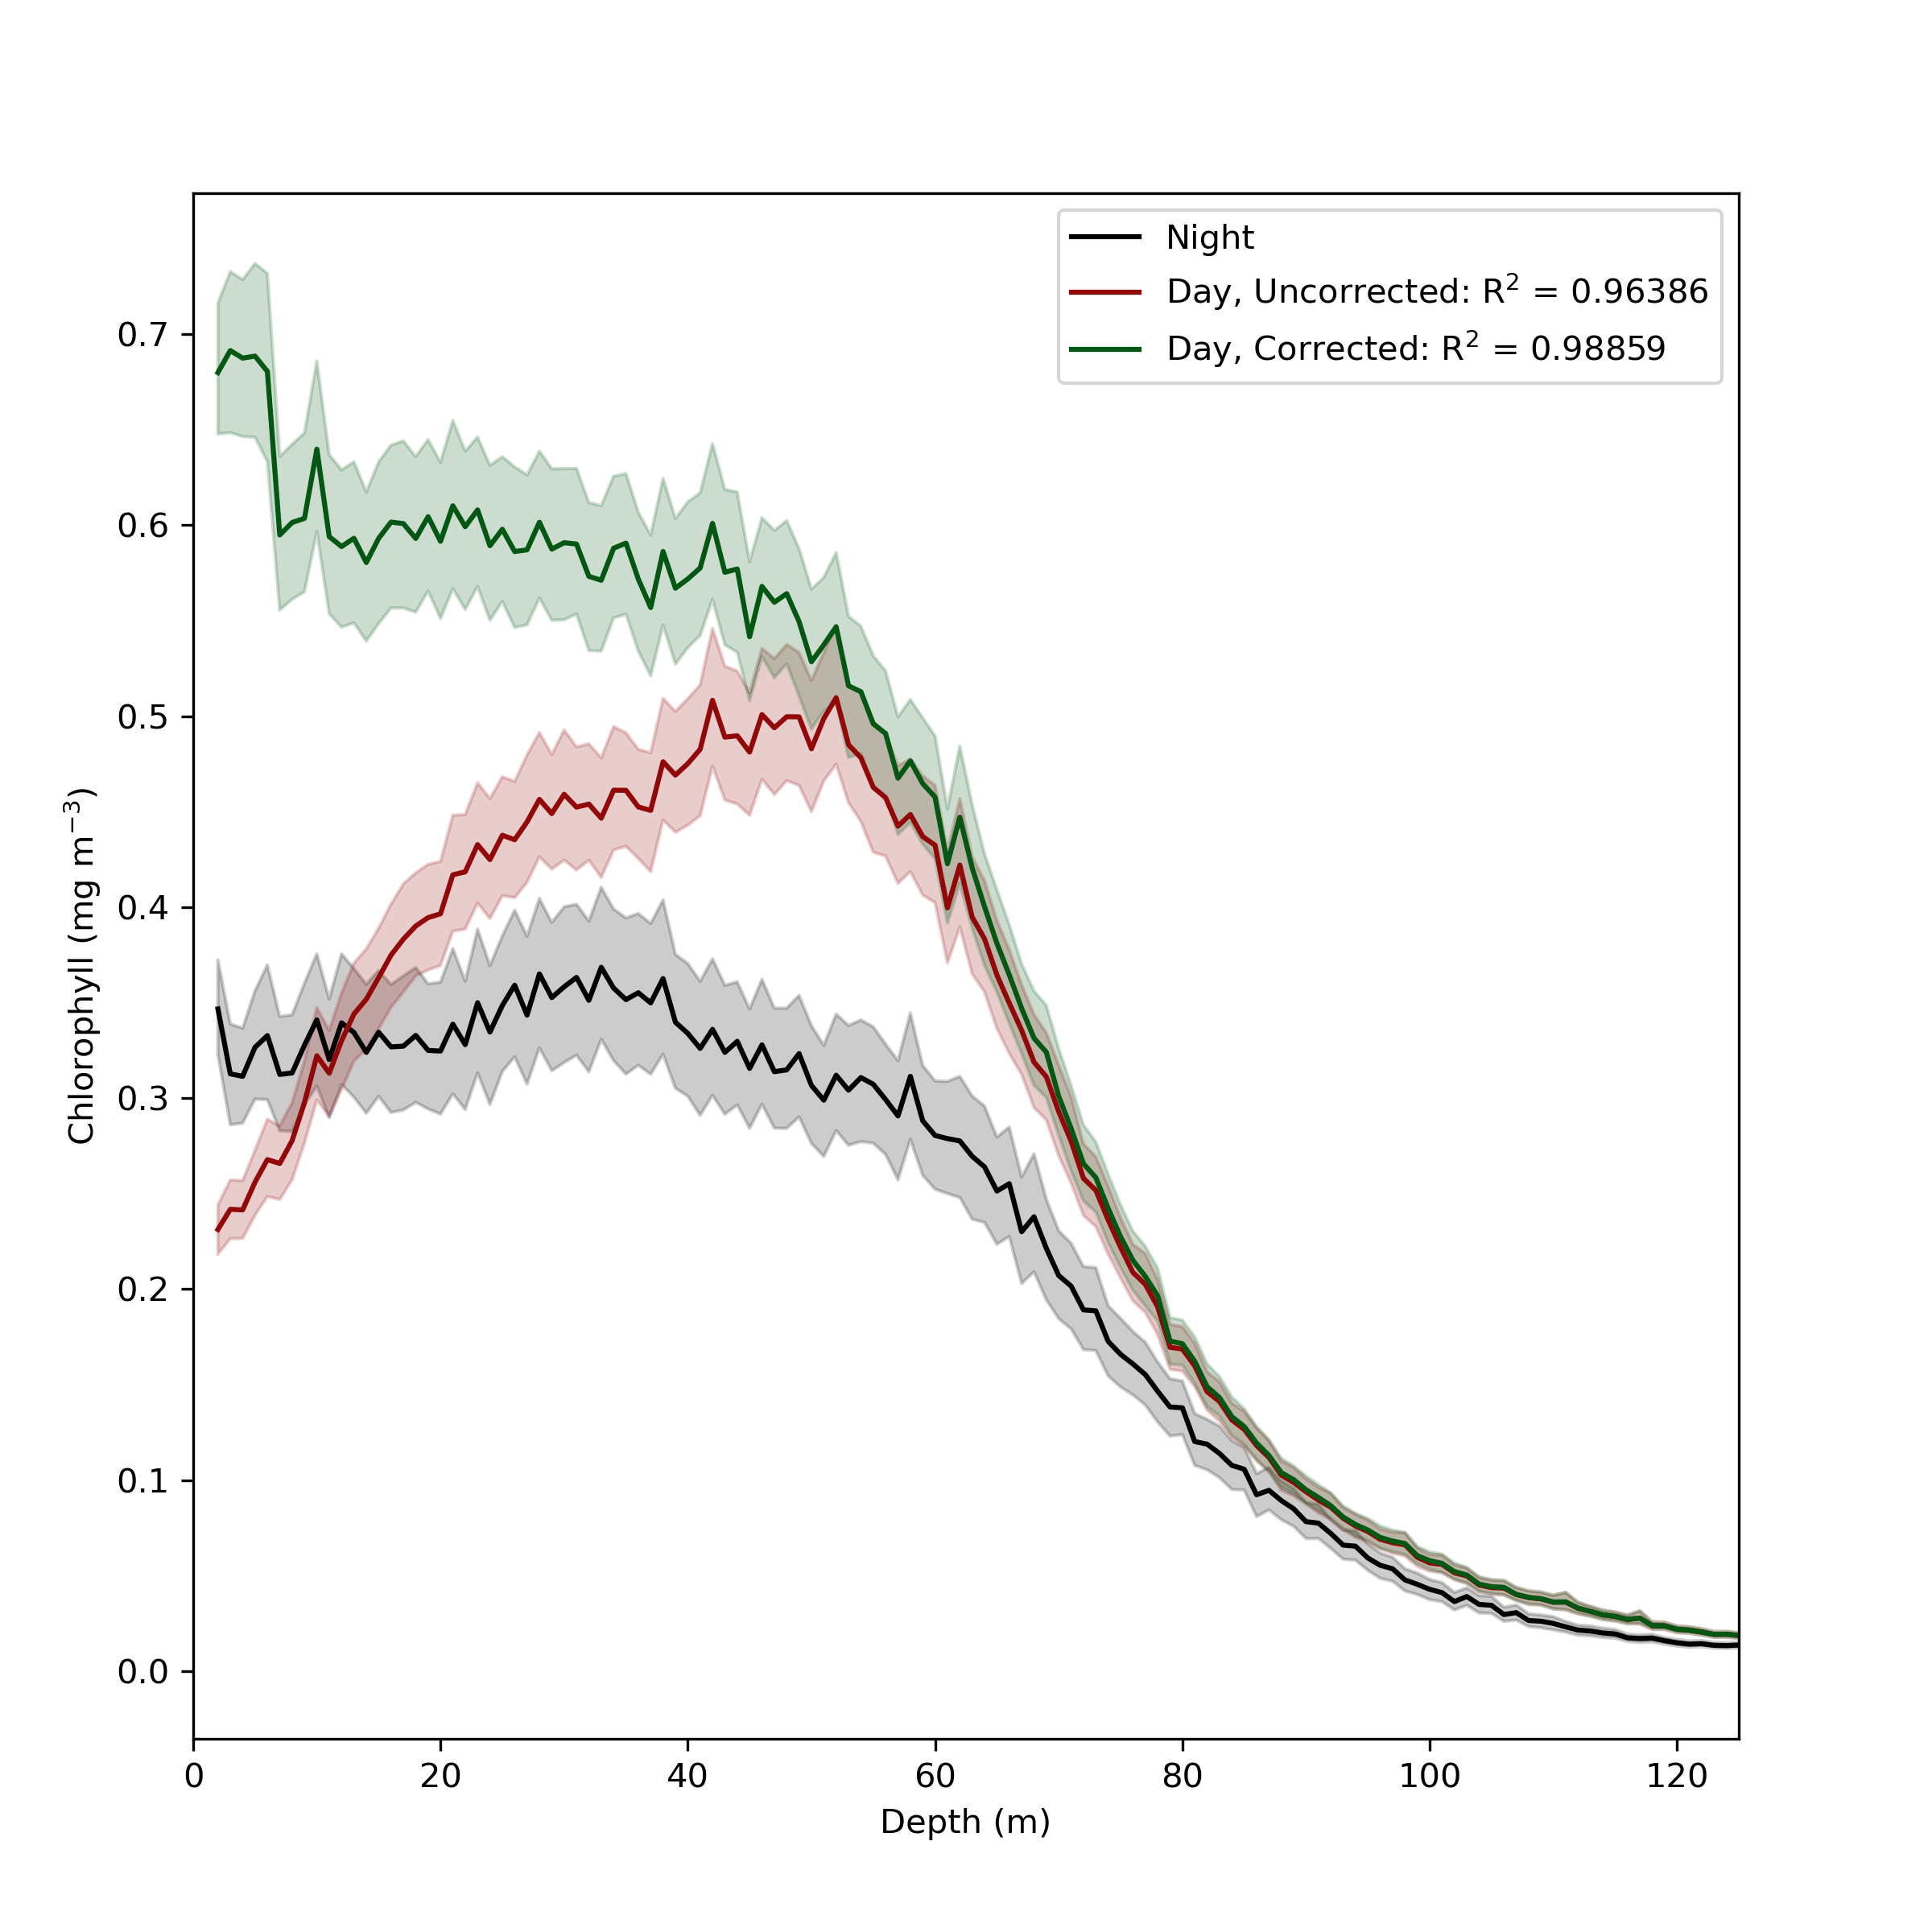 Night
Day, Uncorrected: R² = 0.96386
Day, Corrected: R² = 0.98859
0.7
0.6
0.5
0.4
0.3
0.2
0.1
0.0
Chlorophyll (mg m⁻³)
0 20 40 60 80 100 120
Depth (m)